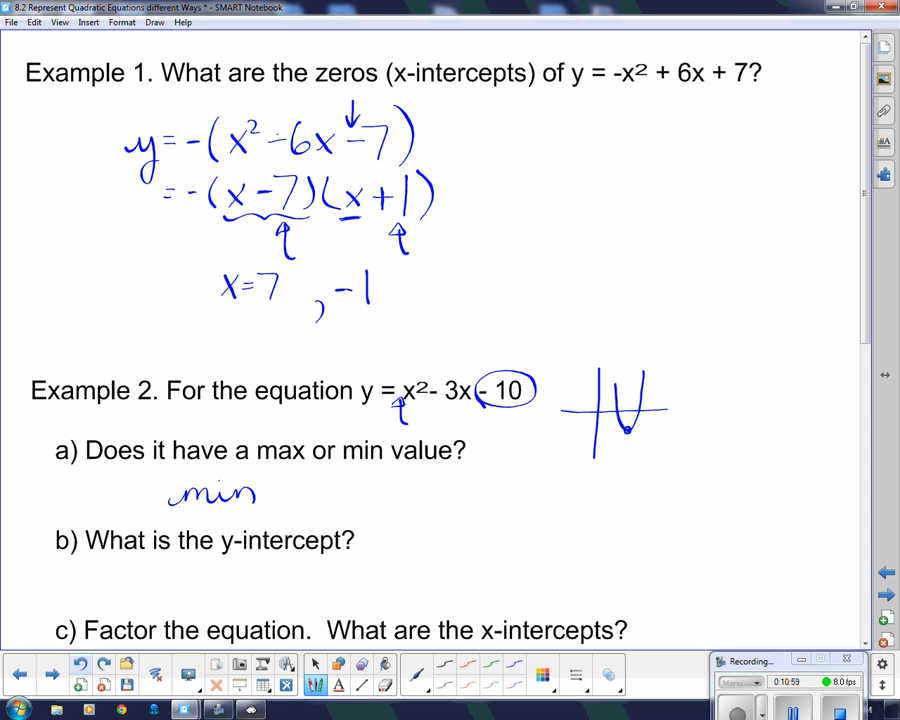 8.2 Represent Quadratic Equations different Ways * - SMART Notebook
File Edit View Insert Format Draw Help
Example 1. What are the zeros (x-intercepts) of y = -x² + 6x + 7?
y = -(x² - 6x - 7)
= -(x - 7)(x + 1)
x = 7, -1
Example 2. For the equation y = x² - 3x - 10
a) Does it have a max or min value?
min
b) What is the y-intercept?
c) Factor the equation. What are the x-intercepts?
Recording...
Menu
0:10:59 8.0 fps